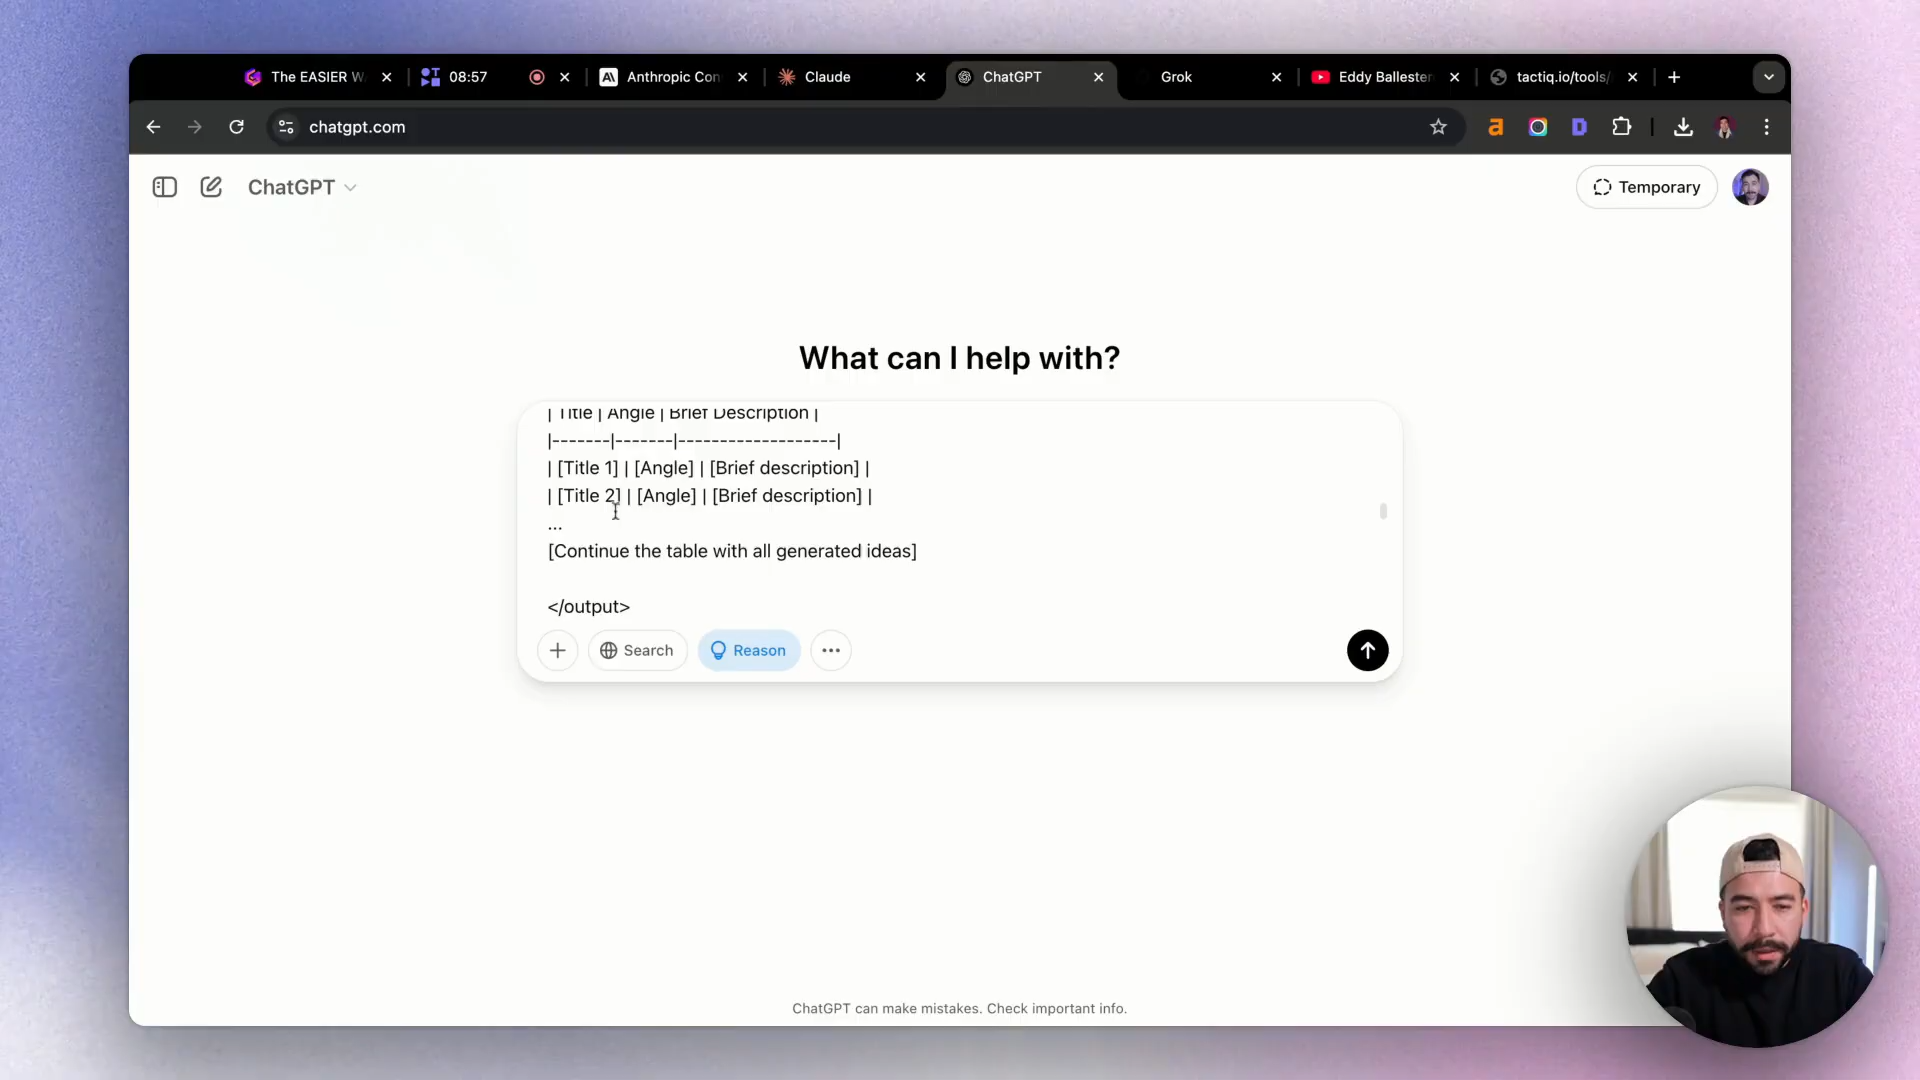 The EASIER W
08:57
Anthropic Con
Claude
ChatGPT
Grok
Eddy Ballester
tactiq.io/tools/
chatgpt.com
ChatGPT
Temporary
What can I help with?
| Title | Angle | Brief Description |
|-------|-------|-------------------|
| [Title 1] | [Angle] | [Brief description] |
| [Title 2] | [Angle] | [Brief description] |
...
[Continue the table with all generated ideas]
</output>
Search
Reason
ChatGPT can make mistakes. Check important info.